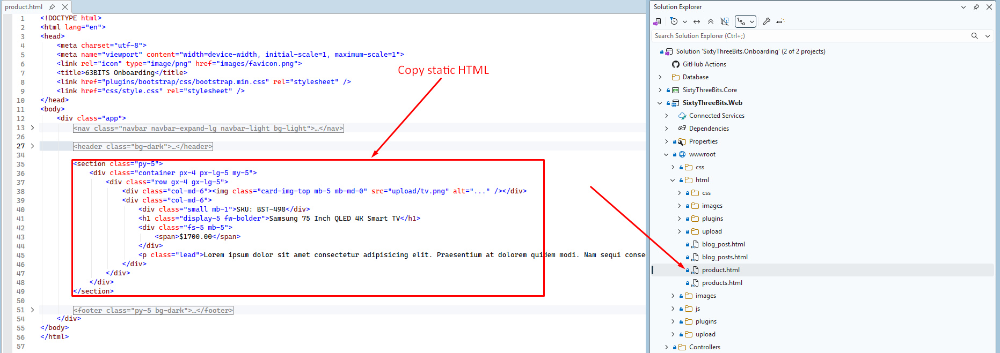 product.html
1 <!DOCTYPE html>
2 <html lang="en">
3 <head>
4 <meta charset="utf-8">
5 <meta name="viewport" content="width=device-width, initial-scale=1, maximum-scale=1">
6 <link rel="icon" type="image/png" href="images/favicon.png">
7 <title>63BITS Onboarding</title>
8 <link href="plugins/bootstrap/css/bootstrap.min.css" rel="stylesheet" />
9 <link href="css/style.css" rel="stylesheet" />
10 </head>
11 <body>
12 <div class="app">
13 <nav class="navbar navbar-expand-lg navbar-light bg-light">…</nav>
26
27 <header class="bg-dark">…</header>
34
35 <section class="py-5">
36 <div class="container px-4 px-lg-5 my-5">
37 <div class="row gx-4 gx-lg-5">
38 <div class="col-md-6"><img class="card-img-top mb-5 mb-md-0" src="upload/tv.png" alt="..." /></div>
39 <div class="col-md-6">
40 <div class="small mb-1">SKU: BST-498</div>
41 <h1 class="display-5 fw-bolder">Samsung 75 Inch QLED 4K Smart TV</h1>
42 <div class="fs-5 mb-5">
43 <span>$1700.00</span>
44 </div>
45 <p class="lead">Lorem ipsum dolor sit amet consectetur adipisicing elit. Praesentium at dolorem quidem modi. Nam sequi conse
46 </div>
47 </div>
48 </div>
49 </section>
50
51 <footer class="py-5 bg-dark">…</footer>
54 </div>
55 </body>
56 </html>
57
Copy static HTML
Solution Explorer
Search Solution Explorer (Ctrl+;)
Solution 'SixtyThreeBits.Onboarding' (2 of 2 projects)
GitHub Actions
Database
SixtyThreeBits.Core
SixtyThreeBits.Web
Connected Services
Dependencies
Properties
wwwroot
css
html
css
images
plugins
upload
blog_post.html
blog_posts.html
product.html
products.html
images
js
plugins
upload
Controllers